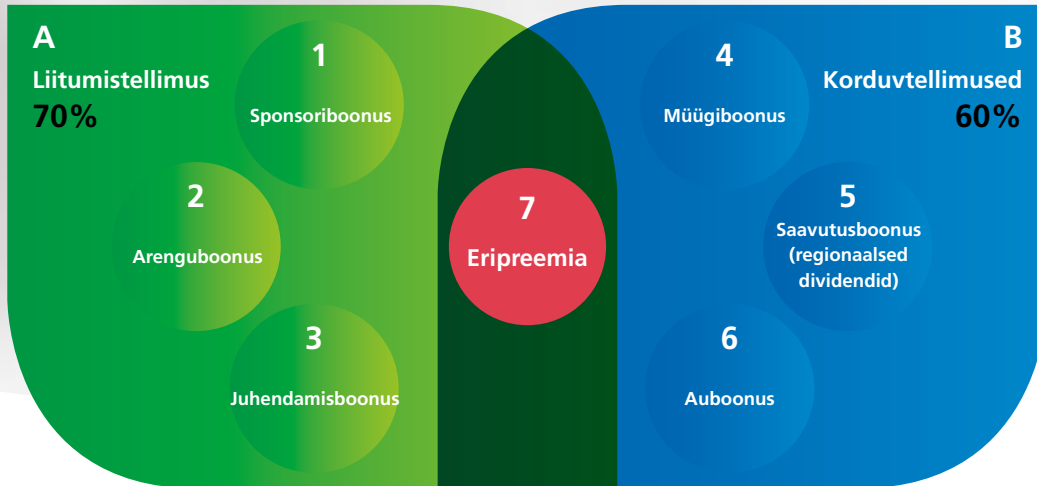 A
Liitumistellimus
70%
1
Sponsoriboonus
2
Arenguboonus
3
Juhendamisboonus
7
Eripreemia
B
Korduvtellimused
60%
4
Müügiboonus
5
Saavutusboonus
(regionaalsed
dividendid)
6
Auboonus